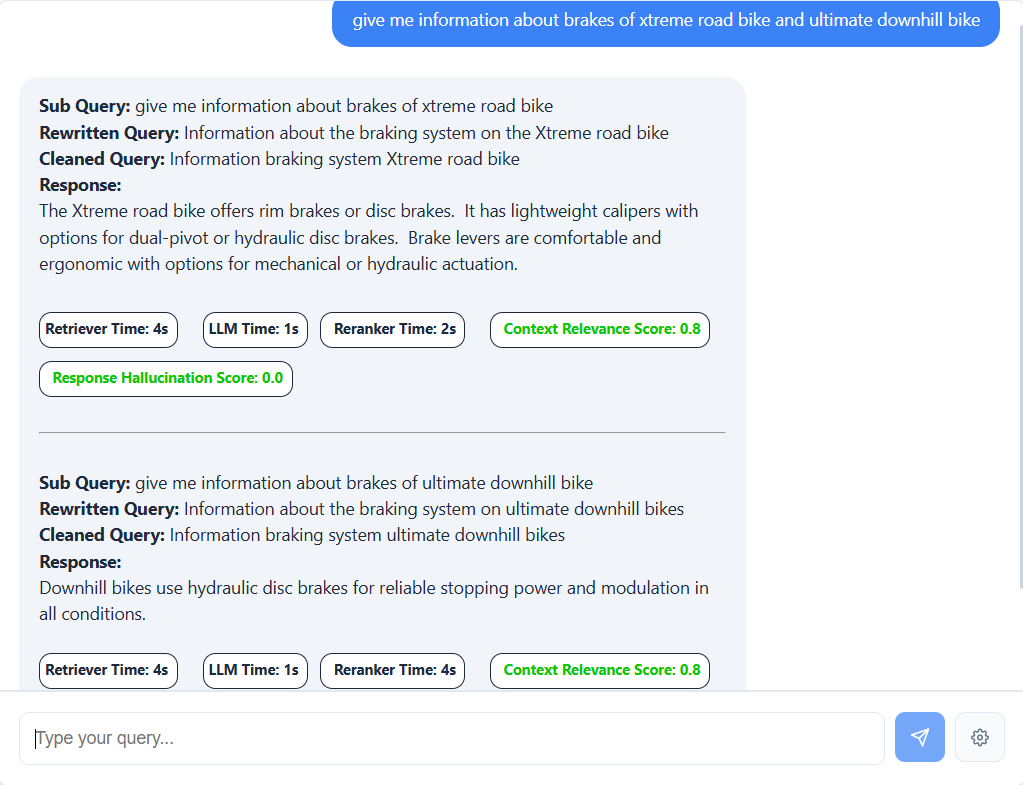 give me information about brakes of xtreme road bike and ultimate downhill bike
Sub Query: give me information about brakes of xtreme road bike
Rewritten Query: Information about the braking system on the Xtreme road bike
Cleaned Query: Information braking system Xtreme road bike
Response:
The Xtreme road bike offers rim brakes or disc brakes.  It has lightweight calipers with
options for dual-pivot or hydraulic disc brakes.  Brake levers are comfortable and
ergonomic with options for mechanical or hydraulic actuation.
Retriever Time: 4s LLM Time: 1s Reranker Time: 2s Context Relevance Score: 0.8
Response Hallucination Score: 0.0
Sub Query: give me information about brakes of ultimate downhill bike
Rewritten Query: Information about the braking system on ultimate downhill bikes
Cleaned Query: Information braking system ultimate downhill bikes
Response:
Downhill bikes use hydraulic disc brakes for reliable stopping power and modulation in
all conditions.
Retriever Time: 4s LLM Time: 1s Reranker Time: 4s Context Relevance Score: 0.8
Type your query...